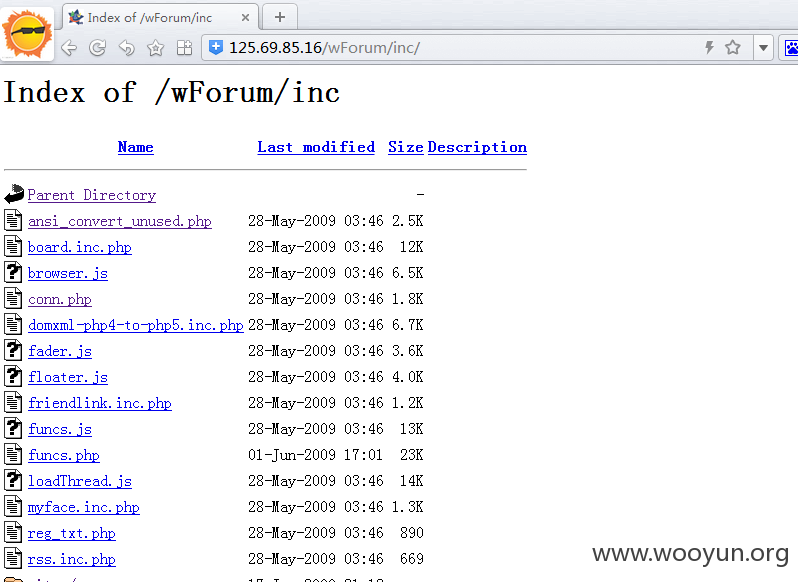 Index of /wForum/inc
125.69.85.16/wForum/inc/
Index of /wForum/inc
Name Last modified Size Description
Parent Directory -
ansi_convert_unused.php 28-May-2009 03:46 2.5K
board.inc.php 28-May-2009 03:46 12K
browser.js 28-May-2009 03:46 6.5K
conn.php 28-May-2009 03:46 1.8K
domxml-php4-to-php5.inc.php 28-May-2009 03:46 6.7K
fader.js 28-May-2009 03:46 3.6K
floater.js 28-May-2009 03:46 4.0K
friendlink.inc.php 28-May-2009 03:46 1.2K
funcs.js 28-May-2009 03:46 13K
funcs.php 01-Jun-2009 17:01 23K
loadThread.js 28-May-2009 03:46 14K
myface.inc.php 28-May-2009 03:46 1.3K
reg_txt.php 28-May-2009 03:46 890
rss.inc.php 28-May-2009 03:46 669
www.wooyun.org